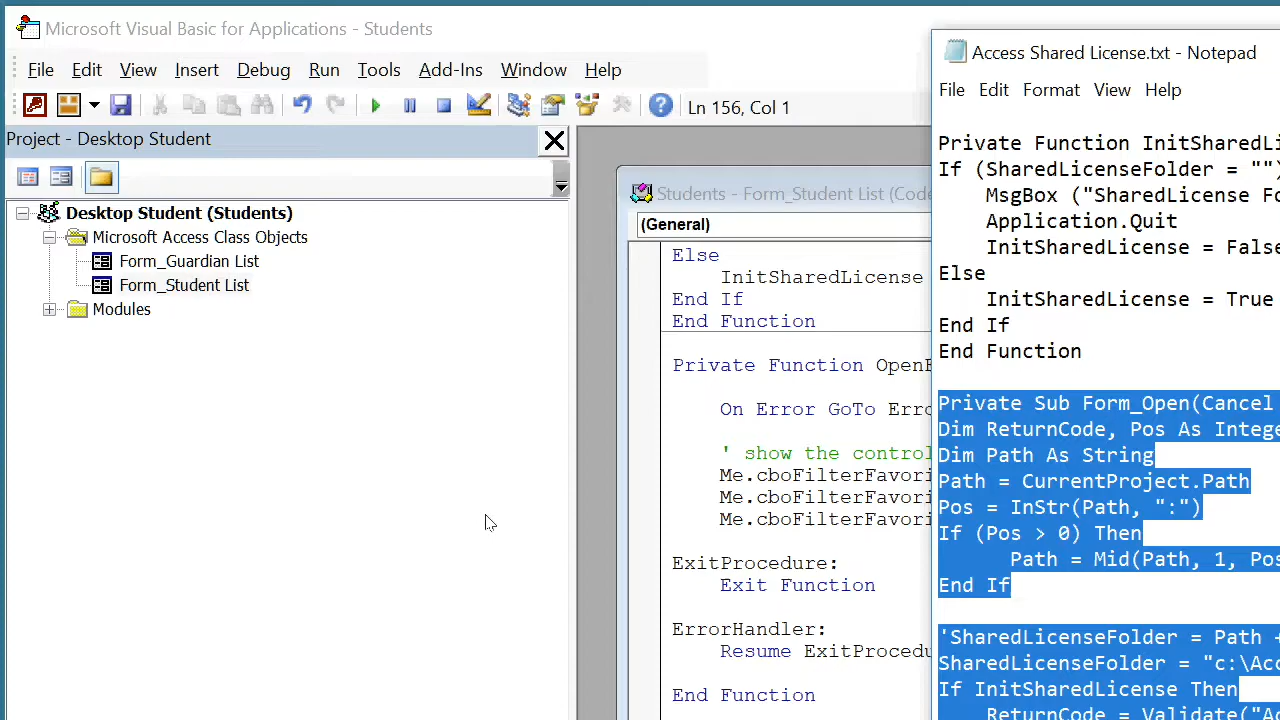 Microsoft Visual Basic for Applications - Students
File Edit View Insert Debug Run Tools Add-Ins Window Help
Ln 156, Col 1
Project - Desktop Student
Desktop Student (Students)
Microsoft Access Class Objects
Form_Guardian List
Form_Student List
Modules
Students - Form_Student List (Code
(General)
Else
InitSharedLicense
End If
End Function
Private Function OpenF
On Error GoTo Erro
' show the control
Me.cboFilterFavori
Me.cboFilterFavori
Me.cboFilterFavori
ExitProcedure:
Exit Function
ErrorHandler:
Resume ExitProcedu
End Function
Access Shared License.txt - Notepad
File Edit Format View Help
Private Function InitSharedLi
If (SharedLicenseFolder = "")
MsgBox ("SharedLicense Fo
Application.Quit
InitSharedLicense = False
Else
InitSharedLicense = True
End If
End Function
Private Sub Form_Open(Cancel
Dim ReturnCode, Pos As Intege
Dim Path As String
Path = CurrentProject.Path
Pos = InStr(Path, ":")
If (Pos > 0) Then
Path = Mid(Path, 1, Pos
End If
'SharedLicenseFolder = Path +
SharedLicenseFolder = "c:\Acc
If InitSharedLicense Then
ReturnCode = Validate("Ac